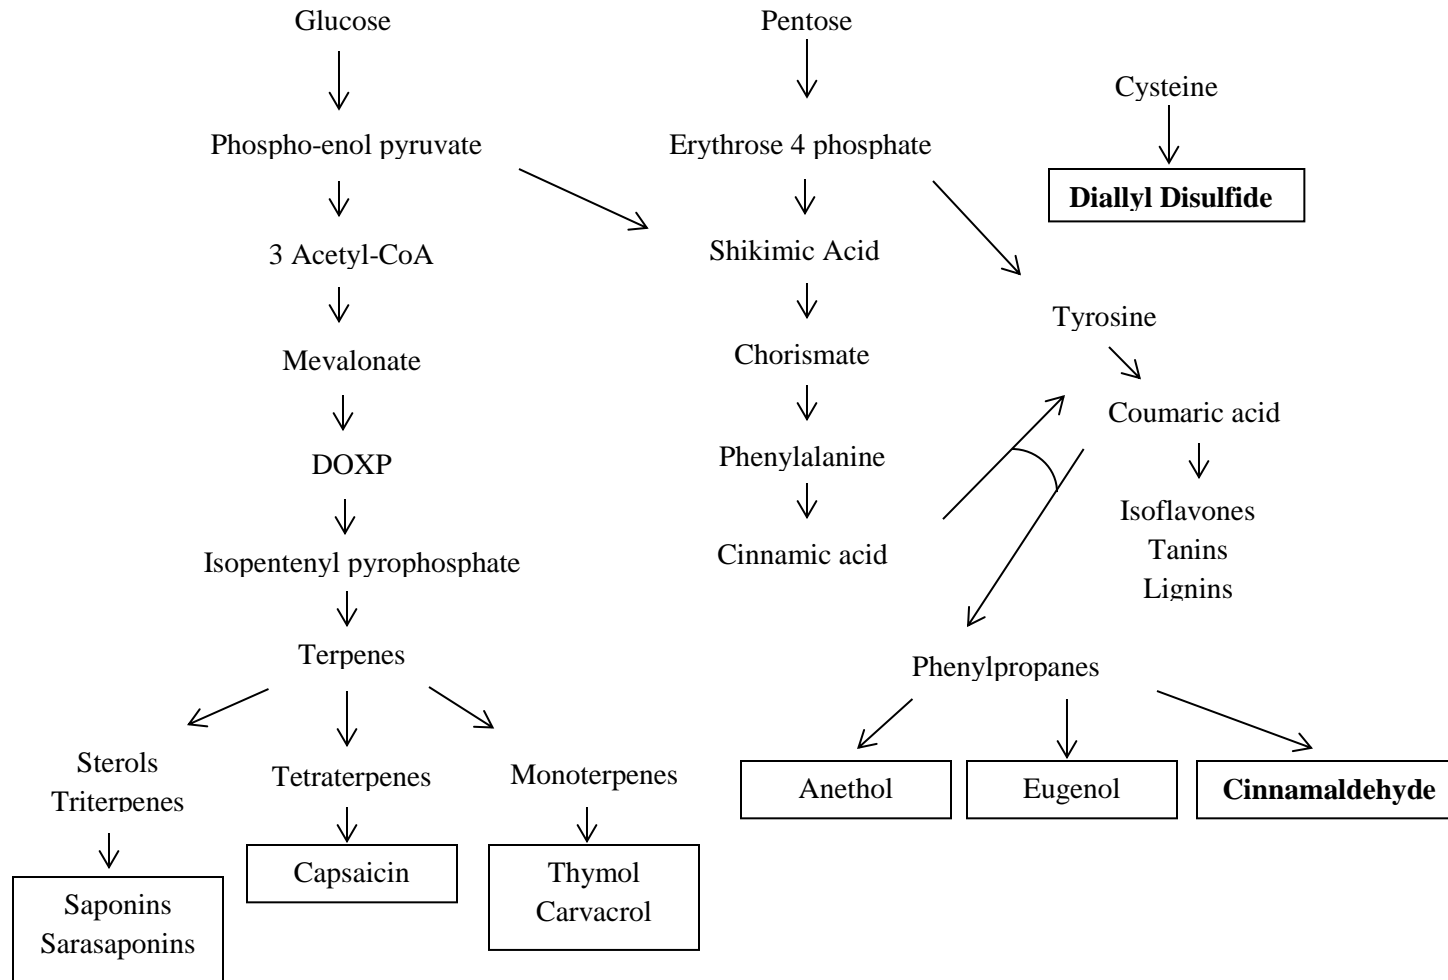 Glucose
Pentose
Cysteine
Phospho-enol pyruvate
Erythrose 4 phosphate
Diallyl Disulfide
3 Acetyl-CoA
Shikimic Acid
Tyrosine
Mevalonate
Chorismate
Coumaric acid
DOXP
Phenylalanine
Isoflavones
Tanins
Lignins
Isopentenyl pyrophosphate
Cinnamic acid
Terpenes
Phenylpropanes
Sterols
Triterpenes
Tetraterpenes
Monoterpenes
Anethol
Eugenol
Cinnamaldehyde
Capsaicin
Thymol
Carvacrol
Saponins
Sarasaponins